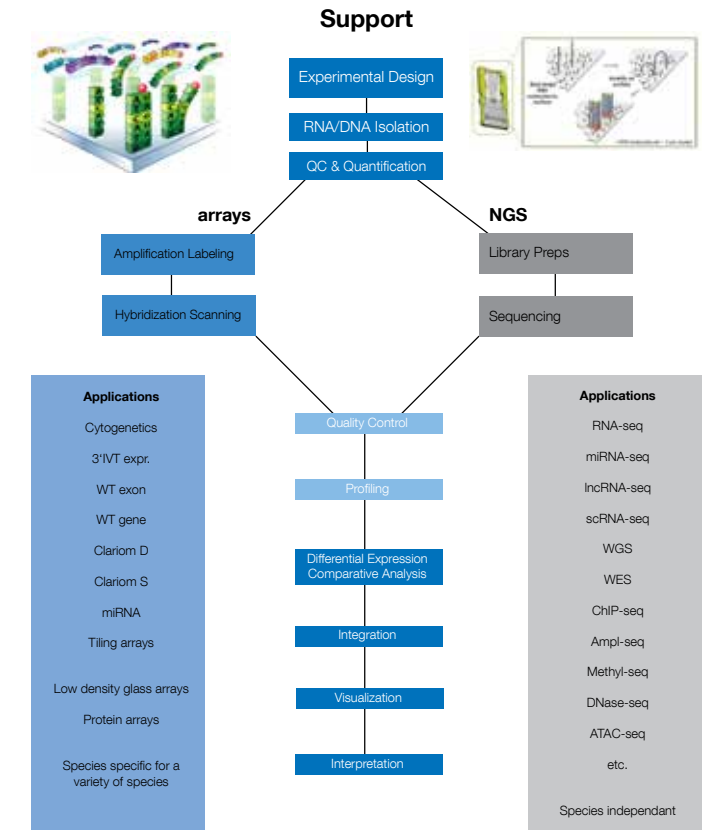 Support
Experimental Design
RNA/DNA Isolation
QC & Quantification
arrays
NGS
Amplification Labeling
Library Preps
Hybridization Scanning
Sequencing
Applications
Cytogenetics
3'IVT expr.
WT exon
WT gene
Clariom D
Clariom S
miRNA
Tiling arrays
Low density glass arrays
Protein arrays
Species specific for a
variety of species
Quality Control
Profiling
Differential Expression
Comparative Analysis
Integration
Visualization
Interpretation
Applications
RNA-seq
miRNA-seq
lncRNA-seq
scRNA-seq
WGS
WES
ChIP-seq
Ampl-seq
Methyl-seq
DNase-seq
ATAC-seq
etc.
Species independant